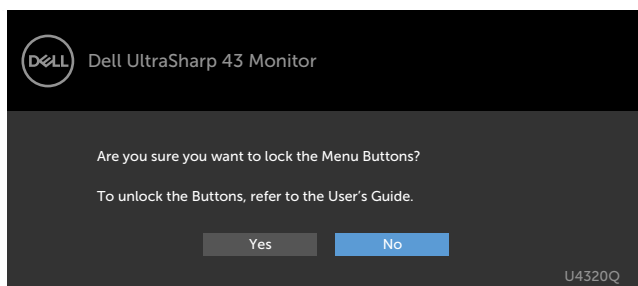 DELL
Dell UltraSharp 43 Monitor
Are you sure you want to lock the Menu Buttons?
To unlock the Buttons, refer to the User's Guide.
Yes
No
U4320Q